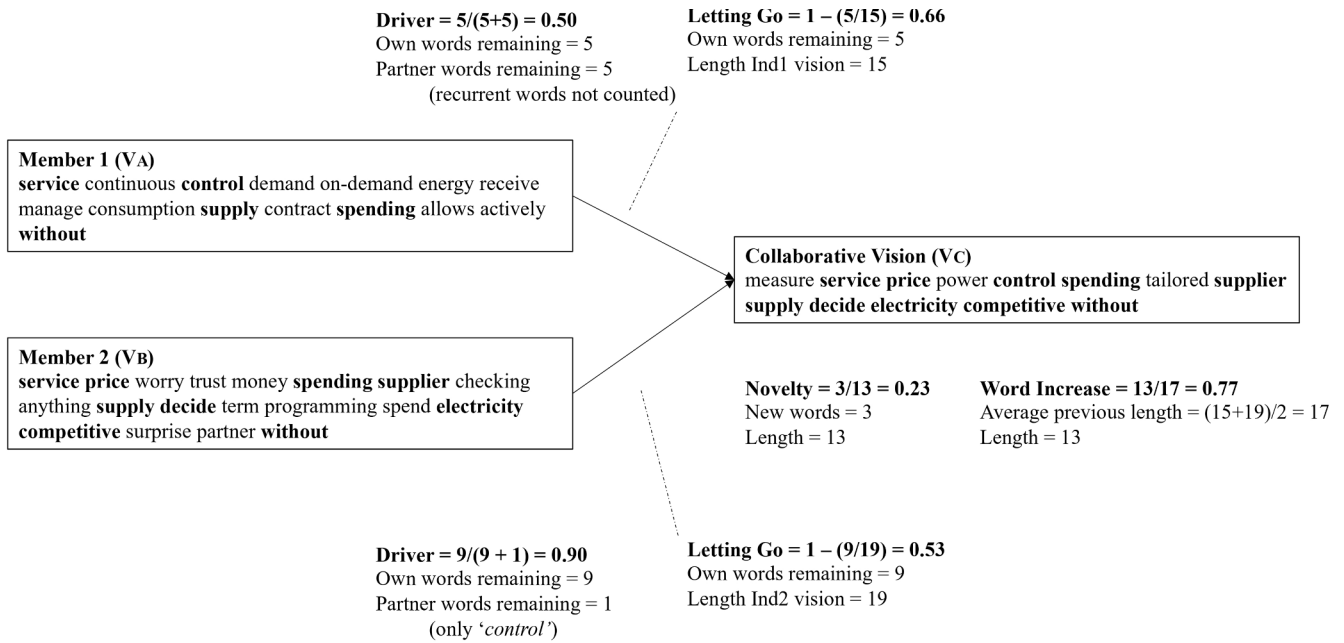 Driver = 5/(5+5) = 0.50
Own words remaining = 5
Partner words remaining = 5
(recurrent words not counted)
Letting Go = 1 – (5/15) = 0.66
Own words remaining = 5
Length Ind1 vision = 15
Member 1 (VA)
service continuous control demand on-demand energy receive
manage consumption supply contract spending allows actively
without
Collaborative Vision (VC)
measure service price power control spending tailored supplier
supply decide electricity competitive without
Member 2 (VB)
service price worry trust money spending supplier checking
anything supply decide term programming spend electricity
competitive surprise partner without
Novelty = 3/13 = 0.23
New words = 3
Length = 13
Word Increase = 13/17 = 0.77
Average previous length = (15+19)/2 = 17
Length = 13
Driver = 9/(9 + 1) = 0.90
Own words remaining = 9
Partner words remaining = 1
(only ‘control’)
Letting Go = 1 – (9/19) = 0.53
Own words remaining = 9
Length Ind2 vision = 19